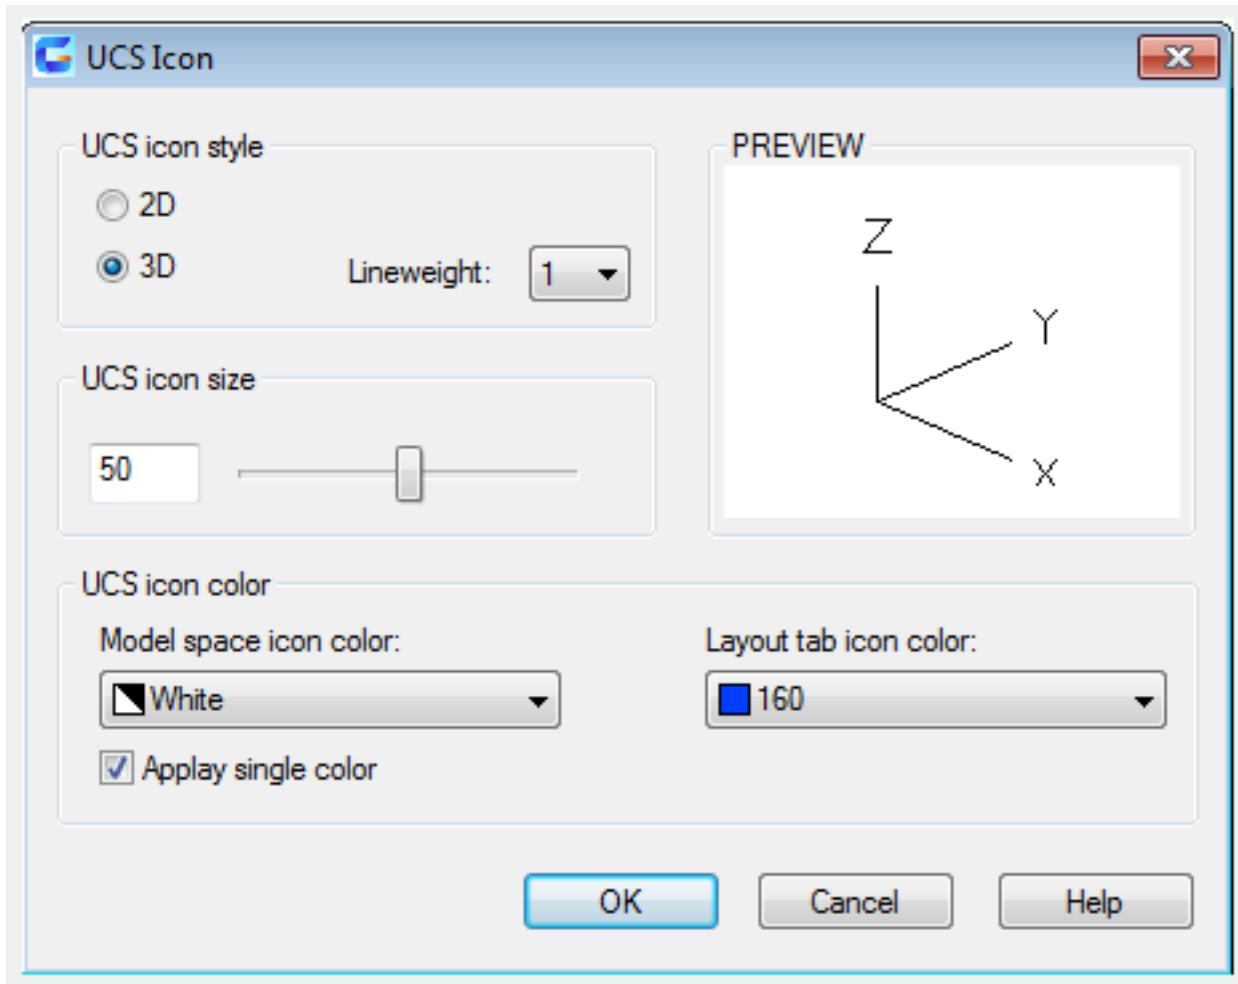 UCS Icon
UCS icon style
2D
3D
Lineweight:
1
UCS icon size
50
PREVIEW
Z
Y
X
UCS icon color
Model space icon color:
White
Applay single color
Layout tab icon color:
160
OK
Cancel
Help